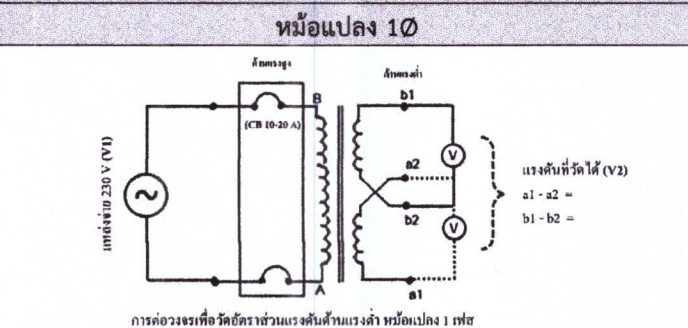 หม้อแปลง 1Ø
ด้านแรงสูง
ด้านแรงต่ำ
B
b1
(CB 10-20 A)
V
แหล่งจ่าย 230 V (V1)
a2
แรงดันที่วัดได้ (V2)
a1 - a2 =
b2
b1 - b2 =
V
A
a1
การต่อวงจรเพื่อวัดอัตราส่วนแรงดันด้านแรงต่ำ หม้อแปลง 1 เฟส